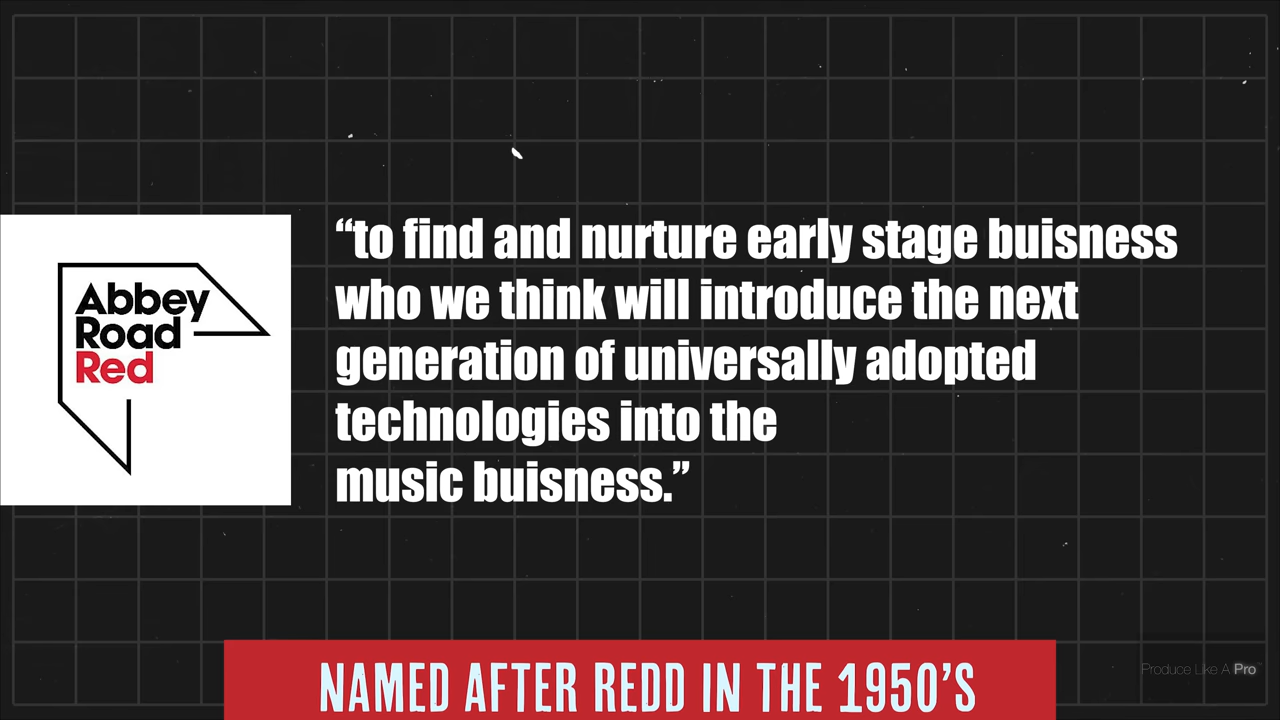 Abbey
Road
Red
“to find and nurture early stage buisness
who we think will introduce the next
generation of universally adopted
technologies into the
music buisness.”
NAMED AFTER REDD IN THE 1950’S
Produce Like A Pro™